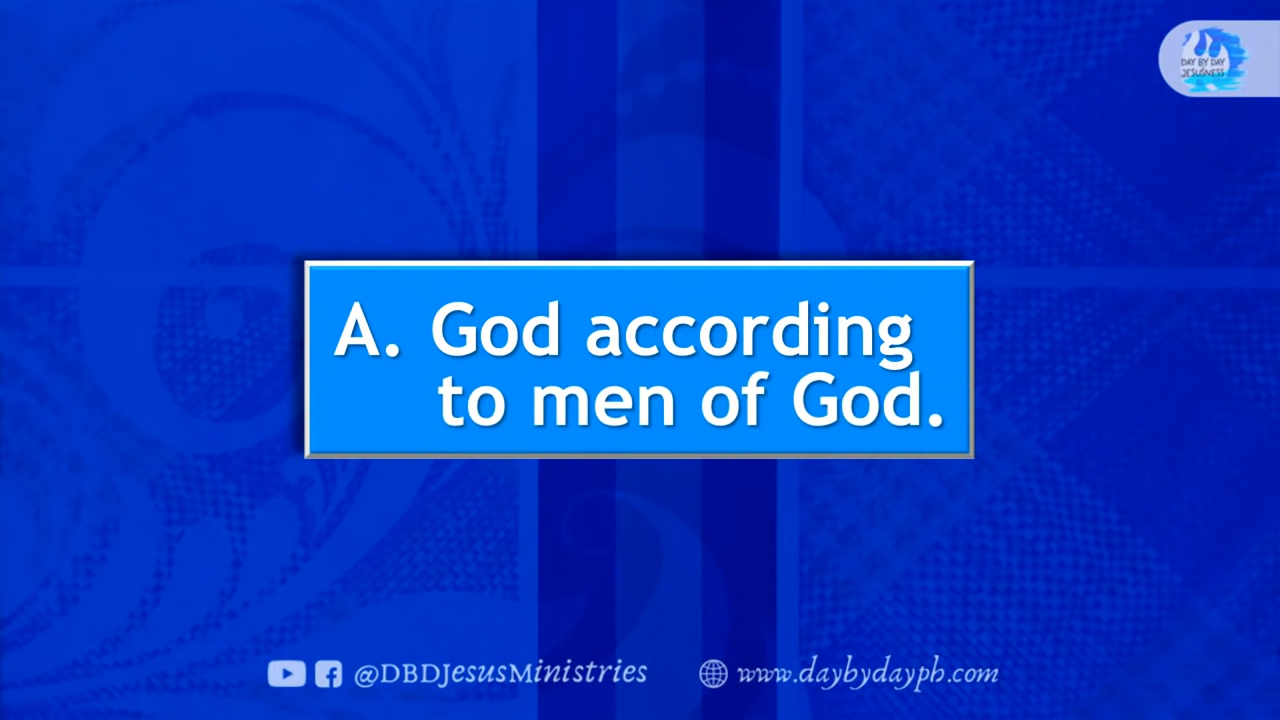 DAY BY DAY
JESUSNESS
A. God according
to men of God.
@DBDJesusMinistries
www.daybydayph.com